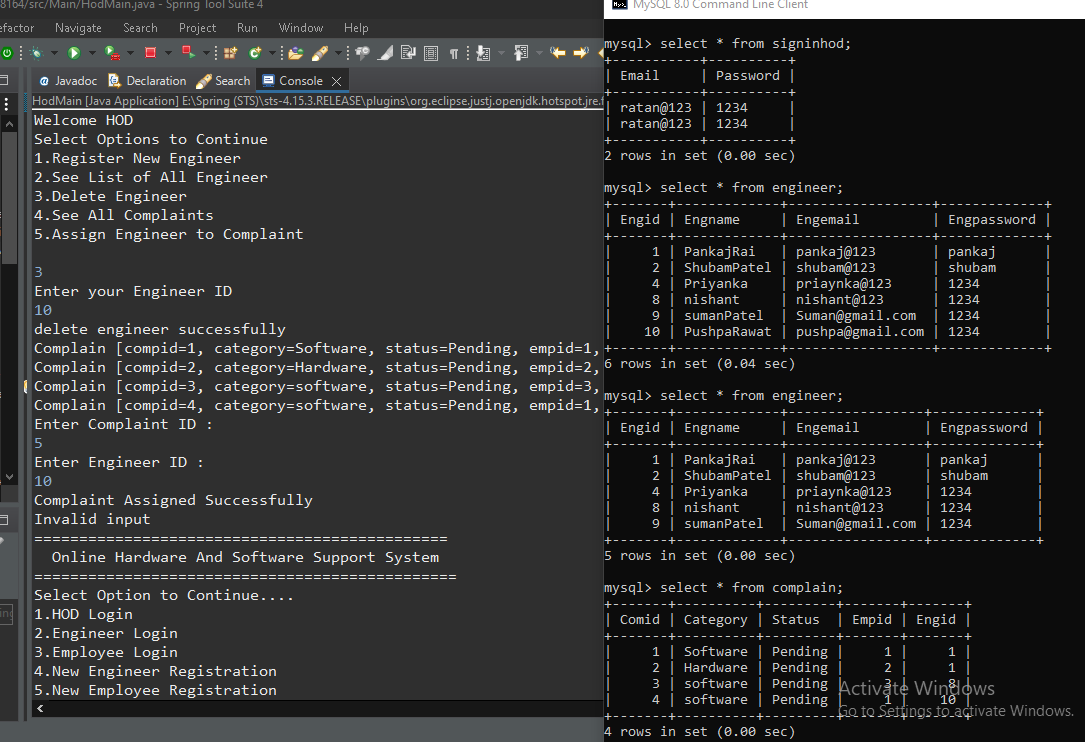 8164/src/Main/HodMain.java - Spring Tool Suite 4
efactor Navigate Search Project Run Window Help
@ Javadoc Declaration Search Console
HodMain [Java Application] E:\Spring (STS)\sts-4.15.3.RELEASE\plugins\org.eclipse.justj.openjdk.hotspot.jre.f
Welcome HOD
Select Options to Continue
1.Register New Engineer
2.See List of All Engineer
3.Delete Engineer
4.See All Complaints
5.Assign Engineer to Complaint
3
Enter your Engineer ID
10
delete engineer successfully
Complain [compid=1, category=Software, status=Pending, empid=1,
Complain [compid=2, category=Hardware, status=Pending, empid=2,
Complain [compid=3, category=software, status=Pending, empid=3,
Complain [compid=4, category=software, status=Pending, empid=1,
Enter Complaint ID :
5
Enter Engineer ID :
10
Complaint Assigned Successfully
Invalid input
==============================================
Online Hardware And Software Support System
===============================================
Select Option to Continue....
1.HOD Login
2.Engineer Login
3.Employee Login
4.New Engineer Registration
5.New Employee Registration
MySQL 8.0 Command Line Client
mysql> select * from signinhod;
+-----------+----------+
| Email | Password |
+-----------+----------+
| ratan@123 | 1234 |
| ratan@123 | 1234 |
+-----------+----------+
2 rows in set (0.00 sec)
mysql> select * from engineer;
+-------+-------------+------------------+-------------+
| Engid | Engname | Engemail | Engpassword |
+-------+-------------+------------------+-------------+
| 1 | PankajRai | pankaj@123 | pankaj |
| 2 | ShubamPatel | shubam@123 | shubam |
| 4 | Priyanka | priaynka@123 | 1234 |
| 8 | nishant | nishant@123 | 1234 |
| 9 | sumanPatel | Suman@gmail.com | 1234 |
| 10 | PushpaRawat | pushpa@gmail.com | 1234 |
+-------+-------------+------------------+-------------+
6 rows in set (0.04 sec)
mysql> select * from engineer;
+-------+-------------+-----------------+-------------+
| Engid | Engname | Engemail | Engpassword |
+-------+-------------+-----------------+-------------+
| 1 | PankajRai | pankaj@123 | pankaj |
| 2 | ShubamPatel | shubam@123 | shubam |
| 4 | Priyanka | priaynka@123 | 1234 |
| 8 | nishant | nishant@123 | 1234 |
| 9 | sumanPatel | Suman@gmail.com | 1234 |
+-------+-------------+-----------------+-------------+
5 rows in set (0.00 sec)
mysql> select * from complain;
+-------+----------+---------+-------+-------+
| Comid | Category | Status | Empid | Engid |
+-------+----------+---------+-------+-------+
| 1 | Software | Pending | 1 | 1 |
| 2 | Hardware | Pending | 2 | 1 |
| 3 | software | Pending | 3 | 8 |
| 4 | software | Pending | 1 | 10 |
+-------+----------+---------+-------+-------+
4 rows in set (0.00 sec)
Activate Windows
Go to Settings to activate Windows.